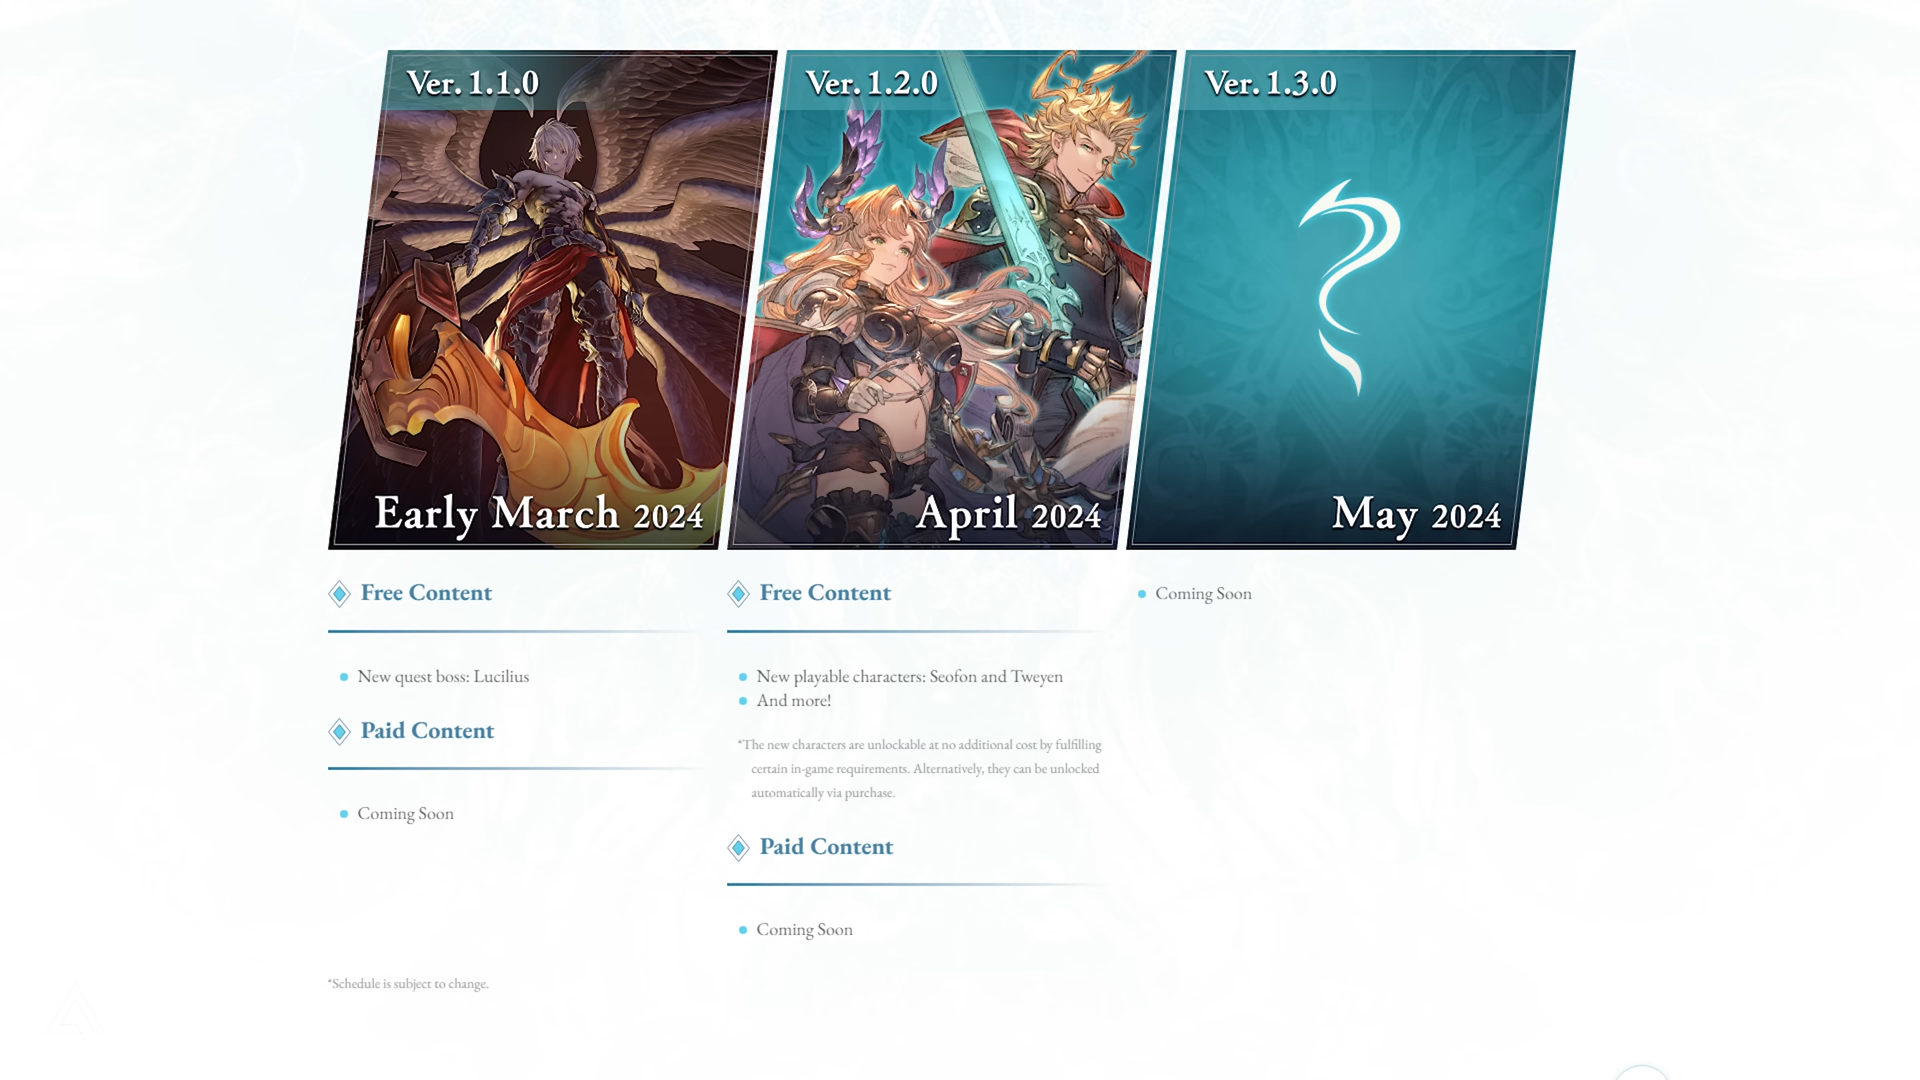 Ver. 1.1.0
Early March 2024
Free Content
New quest boss: Lucilius
Paid Content
Coming Soon
Ver. 1.2.0
April 2024
Free Content
New playable characters: Seofon and Tweyen
And more!
*The new characters are unlockable at no additional cost by fulfilling
certain in-game requirements. Alternatively, they can be unlocked
automatically via purchase.
Paid Content
Coming Soon
Ver. 1.3.0
May 2024
Coming Soon
*Schedule is subject to change.